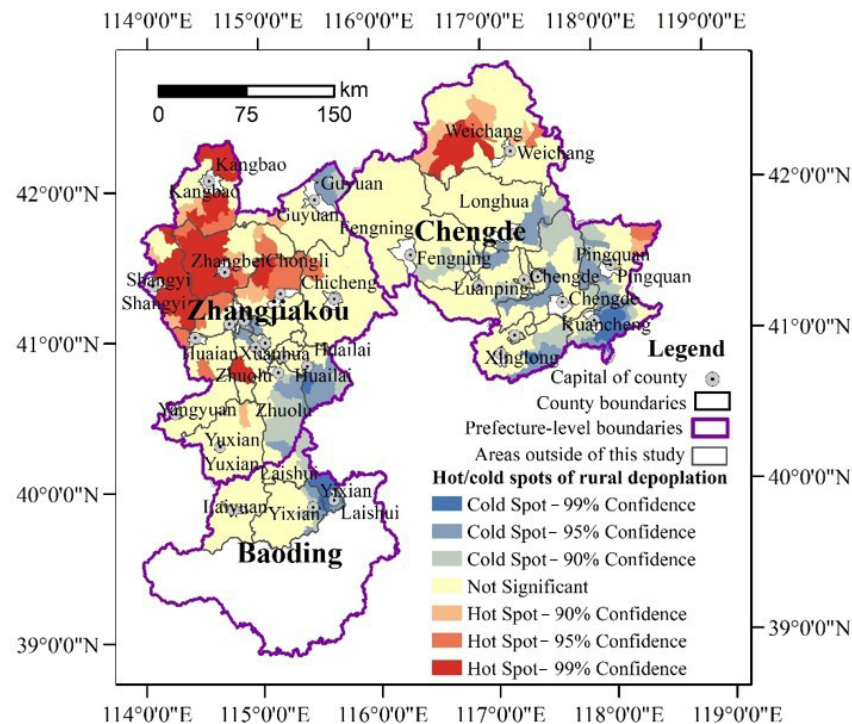 114°0'0"E 115°0'0"E 116°0'0"E 117°0'0"E 118°0'0"E 119°0'0"E
km
0 75 150
Weichang
Weichang
Kangbao
Kangbao
42°0'0"N
42°0'0"N
Guyuan
Guyuan
Longhua
Fengning
Chengde
Fengning
Pingquan
Pingquan
Zhangbei
Chongli
Shangyi
Shangyi
Chicheng
Luanping
Chengde
Chengde
Zhangjiakou
Kuancheng
41°0'0"N
41°0'0"N
Huaian
Xuanhua
Huailai
Huailai
Xinglong
Zhuolu
Zhuolu
Yangyuan
Yuxian
Yuxian
Legend
Capital of county
County boundaries
Prefecture-level boundaries
Areas outside of this study
40°0'0"N
40°0'0"N
Laishui
Yixian
Laiyuan
Yixian
Laishui
Baoding
Hot/cold spots of rural depoplation
Cold Spot – 99% Confidence
Cold Spot – 95% Confidence
Cold Spot – 90% Confidence
Not Significant
Hot Spot– 90% Confidence
Hot Spot– 95% Confidence
Hot Spot– 99% Confidence
39°0'0"N
39°0'0"N
114°0'0"E 115°0'0"E 116°0'0"E 117°0'0"E 118°0'0"E 119°0'0"E